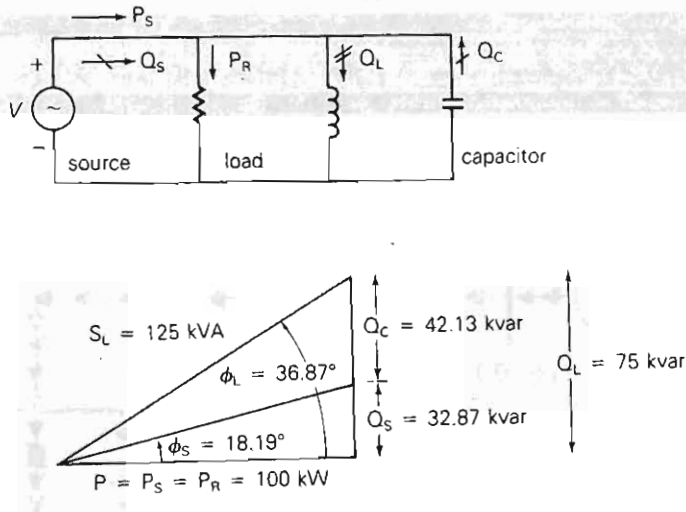 P_S
+
Q_S
P_R
Q_L
Q_C
V
~
−
source
load
capacitor
S_L = 125 kVA
Q_C = 42.13 kvar
ϕ_L = 36.87°
Q_L = 75 kvar
Q_S = 32.87 kvar
ϕ_S = 18.19°
P = P_S = P_R = 100 kW